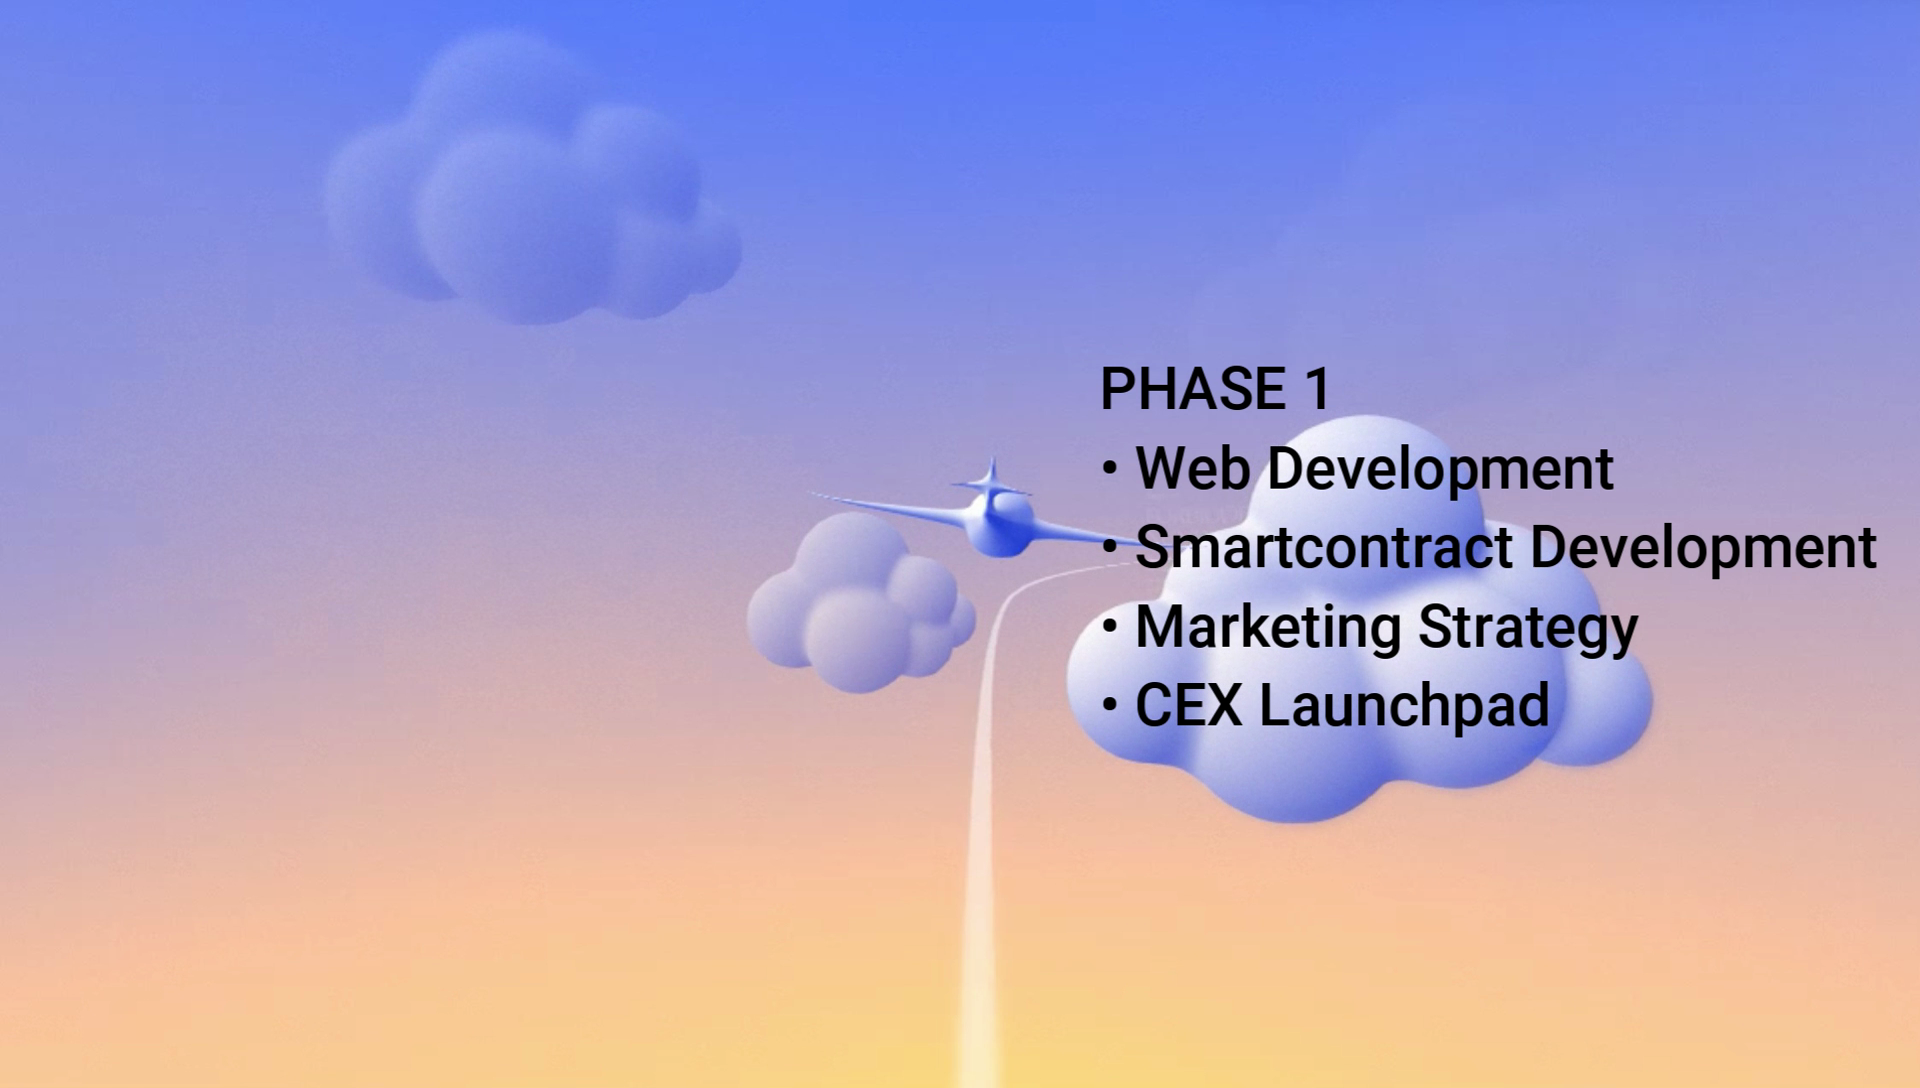 PHASE 1
• Web Development
• Smartcontract Development
• Marketing Strategy
• CEX Launchpad